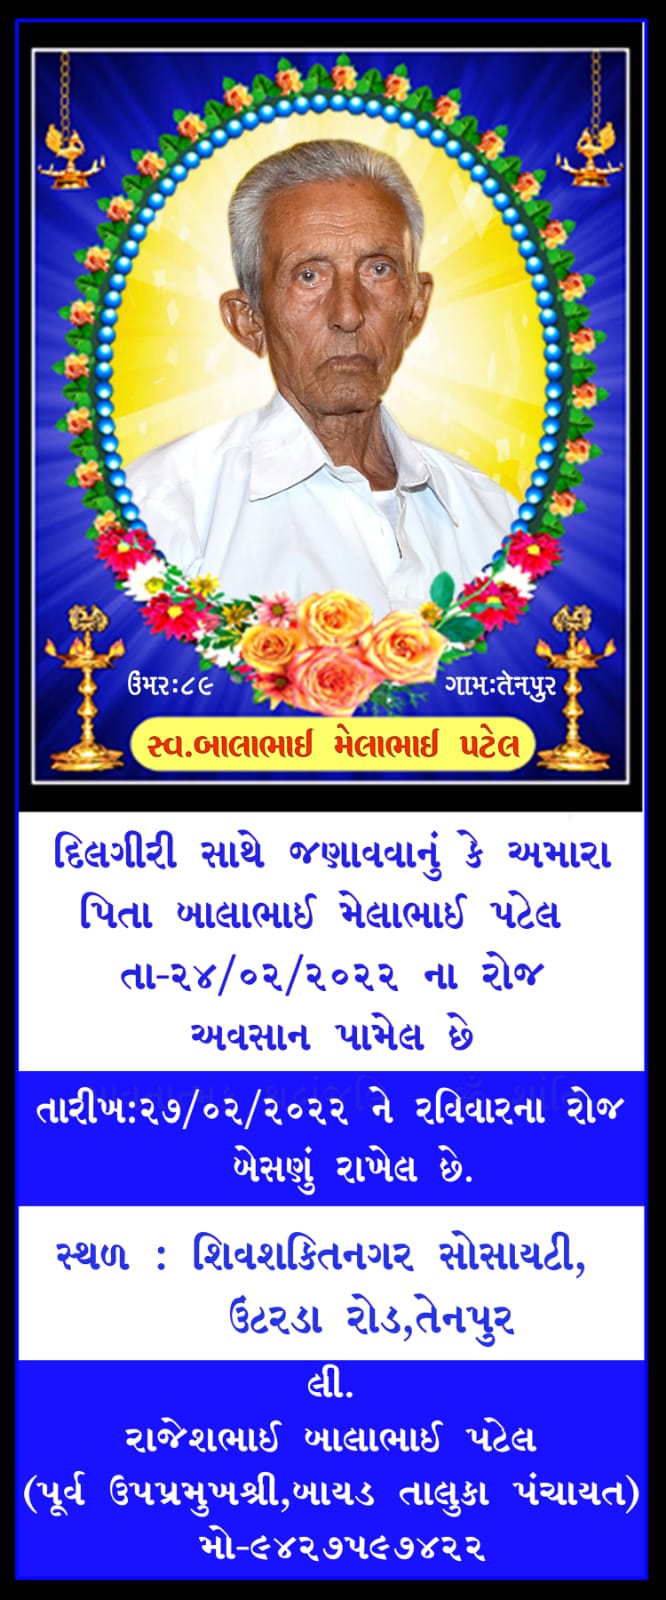 ઉંમર:૮૯
ગામ:તેનપુર
સ્વ.બાલાભાઈ મેલાભાઈ પટેલ
દિલગીરી સાથે જણાવવાનું કે અમારા
પિતા બાલાભાઈ મેલાભાઈ પટેલ
તા-૨૪/૦૨/૨૦૨૨ ના રોજ
અવસાન પામેલ છે
તારીખ:૨૭/૦૨/૨૦૨૨ ને રવિવારના રોજ
બેસણું રાખેલ છે.
સ્થળ : શિવશકિતનગર સોસાયટી,
ઉંટરડા રોડ,તેનપુર
લી.
રાજેશભાઈ બાલાભાઈ પટેલ
(પૂર્વ ઉપપ્રમુખશ્રી,બાયડ તાલુકા પંચાયત)
મો-૯૪૨૭૫૯૭૪૨૨